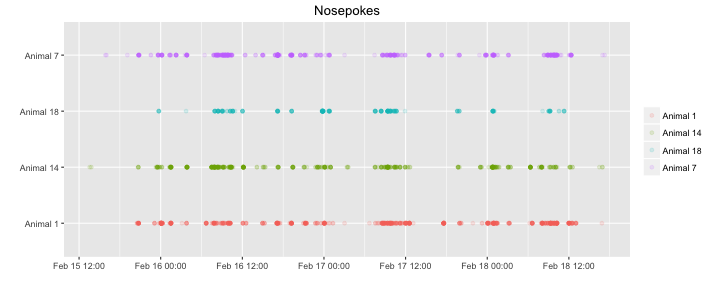 Nosepokes
Animal 7
Animal 18
Animal 14
Animal 1
Feb 15 12:00
Feb 16 00:00
Feb 16 12:00
Feb 17 00:00
Feb 17 12:00
Feb 18 00:00
Feb 18 12:00
Animal 1
Animal 14
Animal 18
Animal 7